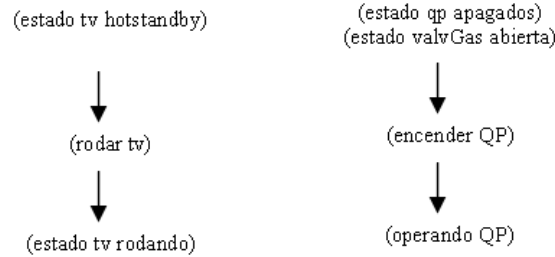 (estado tv hotstandby)
(rodar tv)
(estado tv rodando)
(estado qp apagados)
(estado valvGas abierta)
(encender QP)
(operando QP)